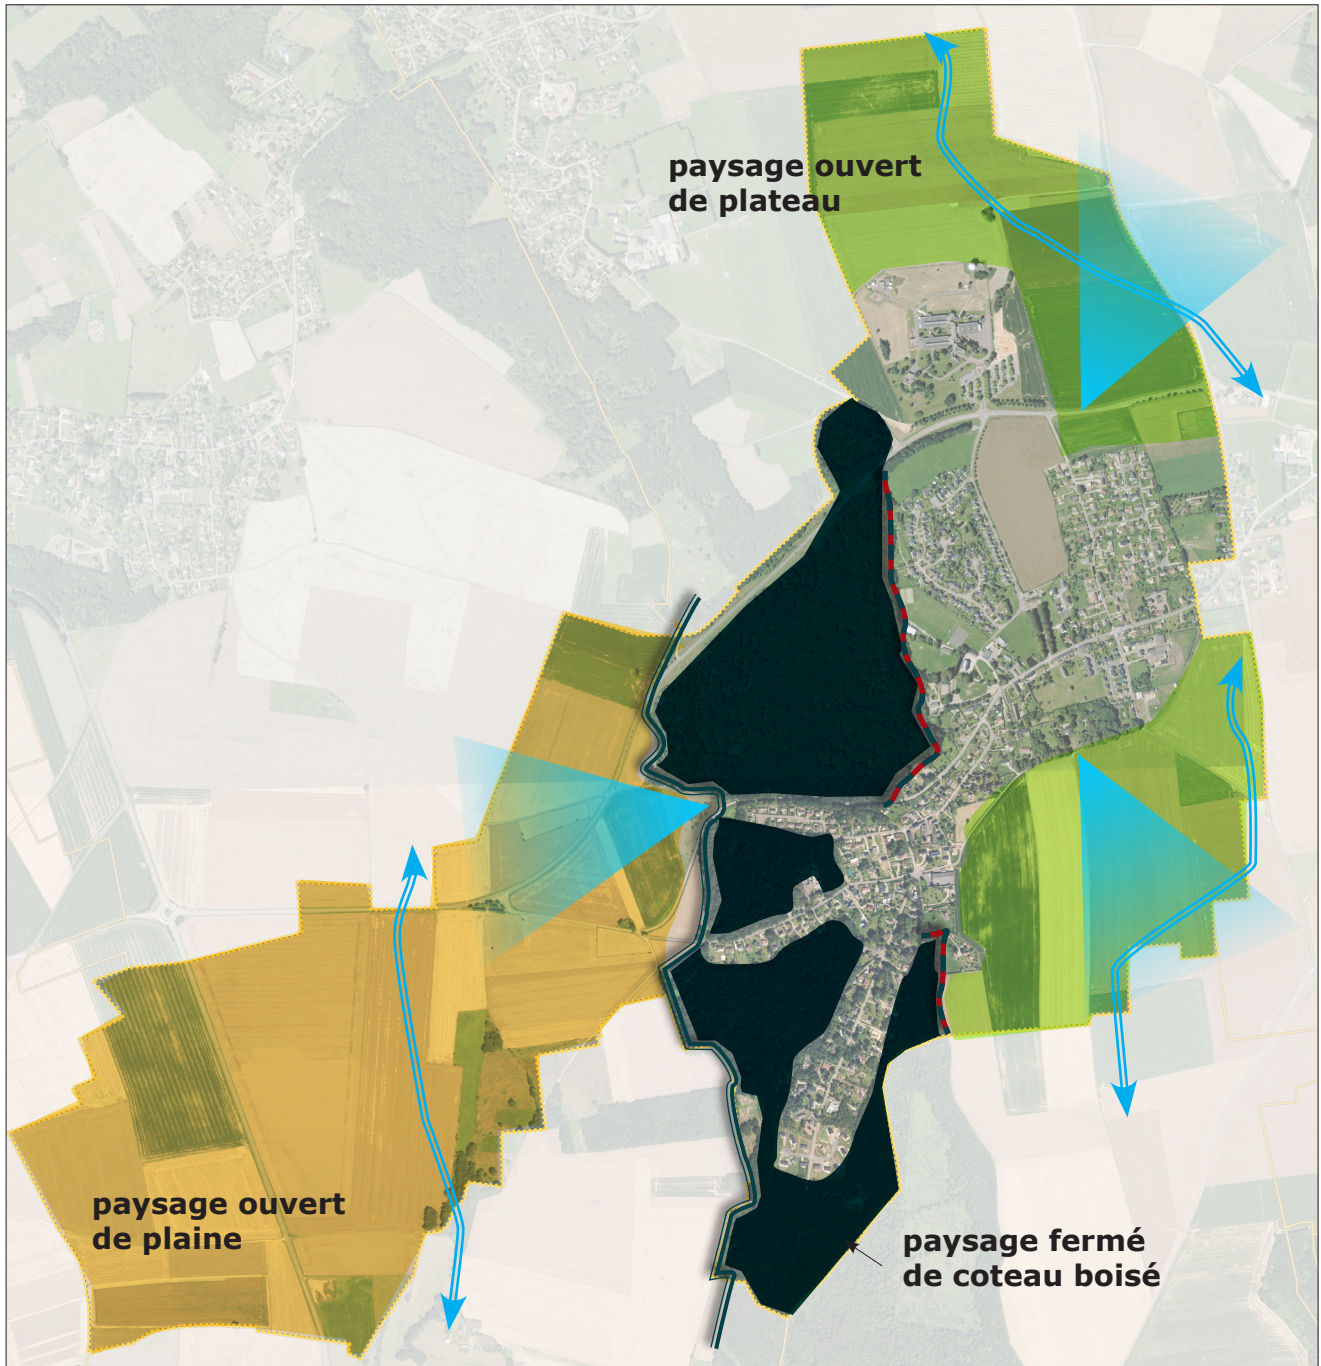 paysage ouvert
de plateau
paysage ouvert
de plaine
paysage fermé
de coteau boisé